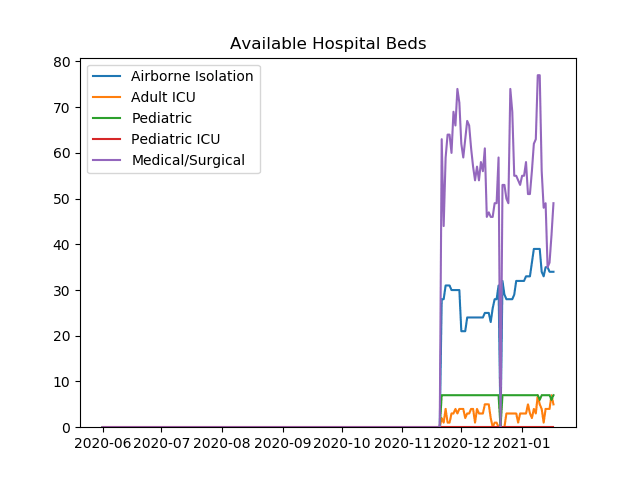 Available Hospital Beds
80
70
60
50
40
30
20
10
0
Airborne Isolation
Adult ICU
Pediatric
Pediatric ICU
Medical/Surgical
2020-06 2020-07 2020-08 2020-09 2020-10 2020-11 2020-12 2021-01